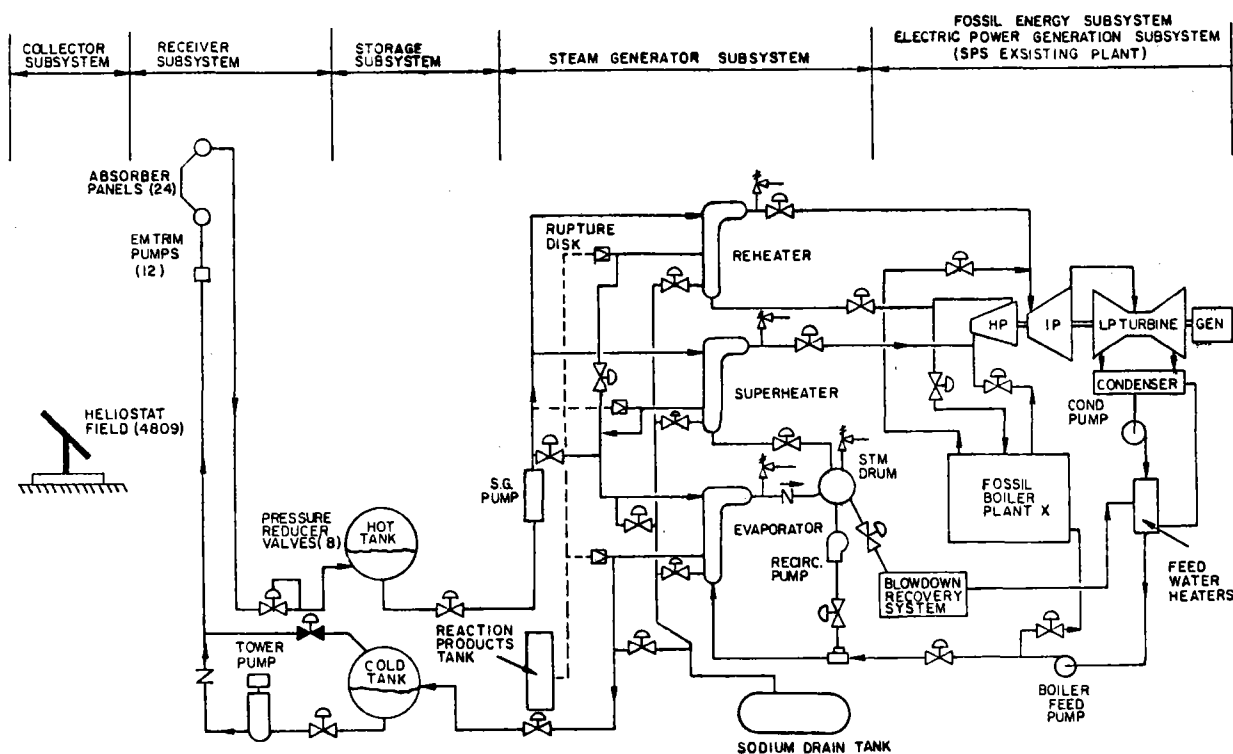 COLLECTOR
SUBSYSTEM
RECEIVER
SUBSYSTEM
STORAGE
SUBSYSTEM
STEAM GENERATOR SUBSYSTEM
FOSSIL ENERGY SUBSYSTEM
ELECTRIC POWER GENERATION SUBSYSTEM
(SPS EXSISTING PLANT)
ABSORBER
PANELS (24)
EM TRIM
PUMPS
(12)
HELIOSTAT
FIELD (4809)
PRESSURE
REDUCER
VALVES (8)
HOT
TANK
TOWER
PUMP
COLD
TANK
REACTION
PRODUCTS
TANK
S.G.
PUMP
RUPTURE
DISK
REHEATER
SUPERHEATER
EVAPORATOR
STM
DRUM
RECIRC.
PUMP
BLOWDOWN
RECOVERY
SYSTEM
SODIUM DRAIN TANK
HP
IP
LP TURBINE
GEN
CONDENSER
COND
PUMP
FOSSIL
BOILER
PLANT X
FEED
WATER
HEATERS
BOILER
FEED
PUMP